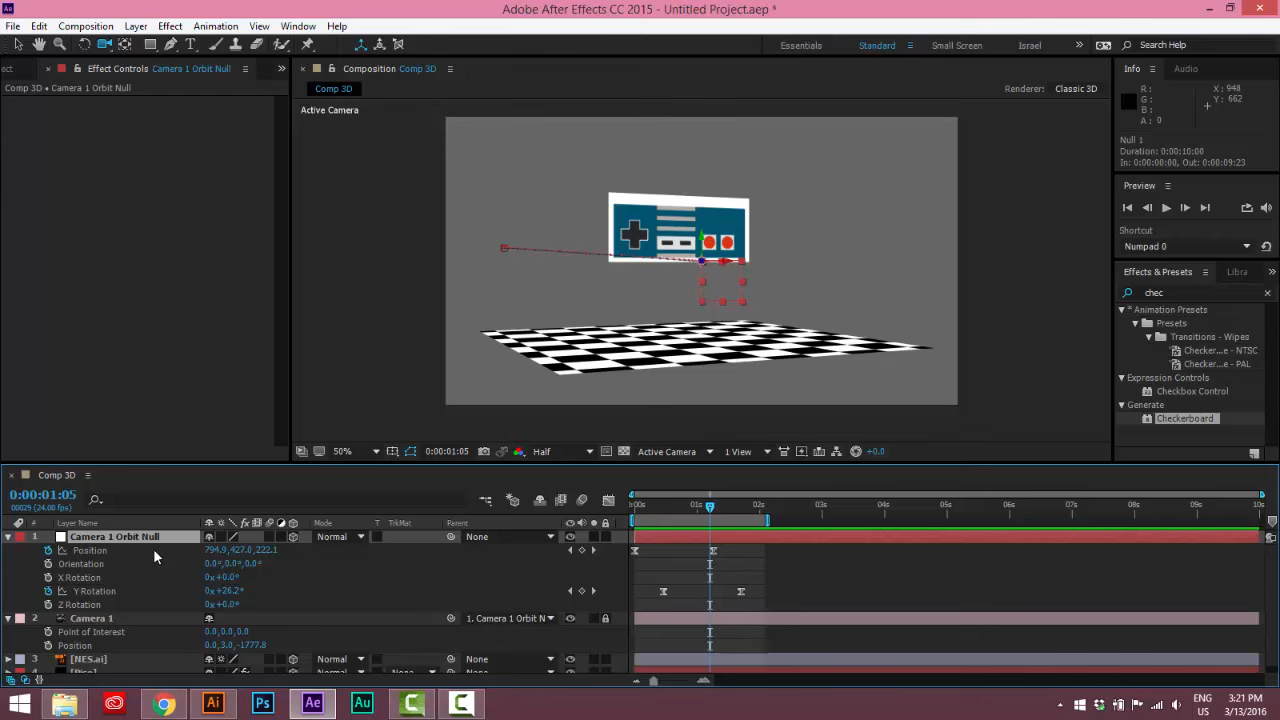 Adobe After Effects CC 2015 - Untitled Project.aep *
File Edit Composition Layer Effect Animation View Window Help
Essentials Standard Small Screen Israel Search Help
ect Effect Controls Camera 1 Orbit Null Composition Comp 3D Info Audio
Comp 3D • Camera 1 Orbit Null
Comp 3D Renderer: Classic 3D
Active Camera
R: X: 948
G: Y: 662
B:
A: 0
Null 1
Duration: 0:00:10:00
In: 0:00:00:00, Out: 0:00:09:23
Preview
Shortcut
Numpad 0
Effects & Presets Libra
chec
* Animation Presets
Presets
Transitions - Wipes
Checker...e - NTSC
Checker...e - PAL
Expression Controls
Checkbox Control
Generate
Checkerboard
50% 0:00:01:05 Half Active Camera 1 View +0.0
Comp 3D
0:00:01:05
00029 (24.00 fps)
0:00s 01s 02s 03s 04s 05s 06s 07s 08s 09s 10s
# Layer Name Mode T TrkMat Parent
1 Camera 1 Orbit Null Normal None
Position 794.9,427.0,222.1
Orientation 0.0°,0.0°,0.0°
X Rotation 0x+0.0°
Y Rotation 0x+26.2°
Z Rotation 0x+0.0°
2 Camera 1 1. Camera 1 Orbit N
Point of Interest 0.0,0.0,0.0
Position 0.0,3.0,-1777.8
3 [NES.ai] Normal None
4 [Piso] Normal None None
ENG 3:21 PM
US 3/13/2016